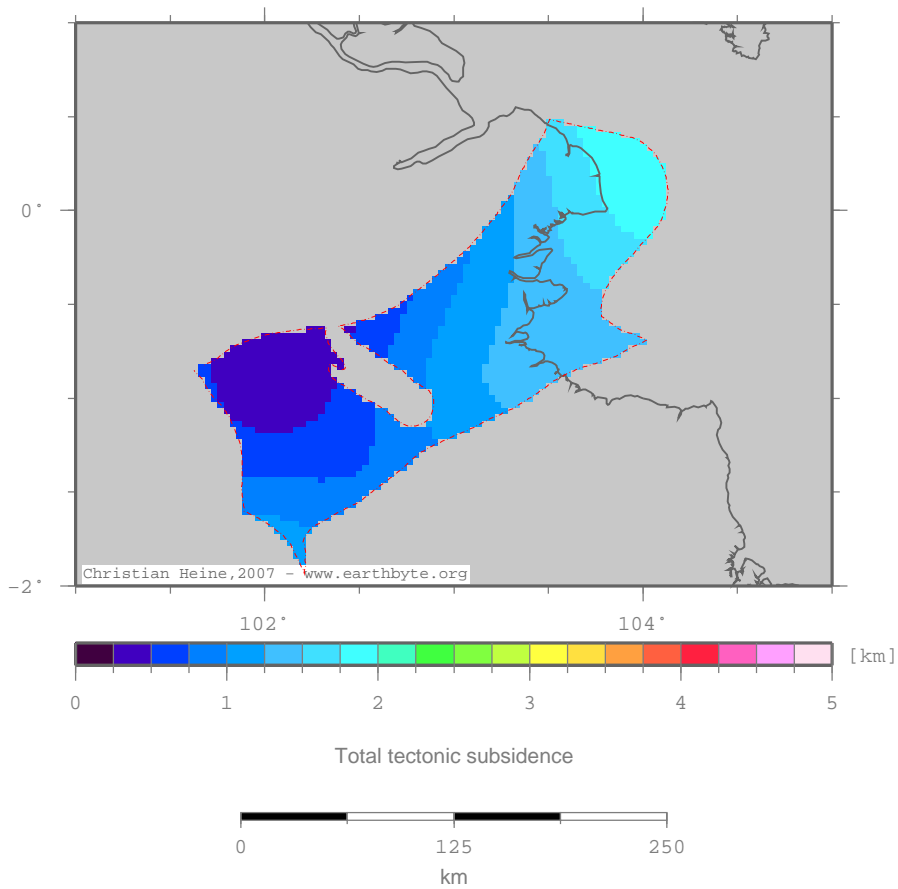 0°
-2°
Christian Heine,2007 - www.earthbyte.org
102° 104°
[km]
0 1 2 3 4 5
Total tectonic subsidence
0 125 250
km